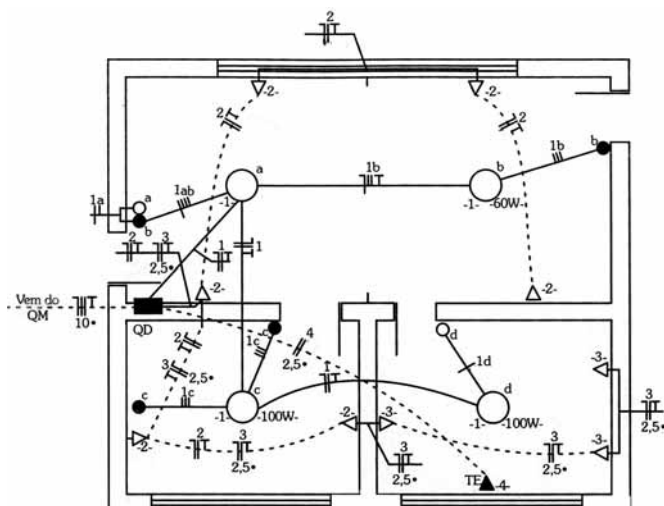 2
-2-
-2-
2
2
a
b
1b
b
1b
1ab
1a
a
b
-1-
-1-
-60W-
1
1
2
3
2,5•
-2-
-2-
Vem do
QM
10•
QD
c
1c
4
2,5•
d
1d
2
3
2,5•
1
c
1c
c
-1-
-100W-
d
-1-
-100W-
-3-
3
2,5•
-2-
-2-
-3-
-3-
2
3
2,5•
3
2,5•
3
2,5•
TE
-4-